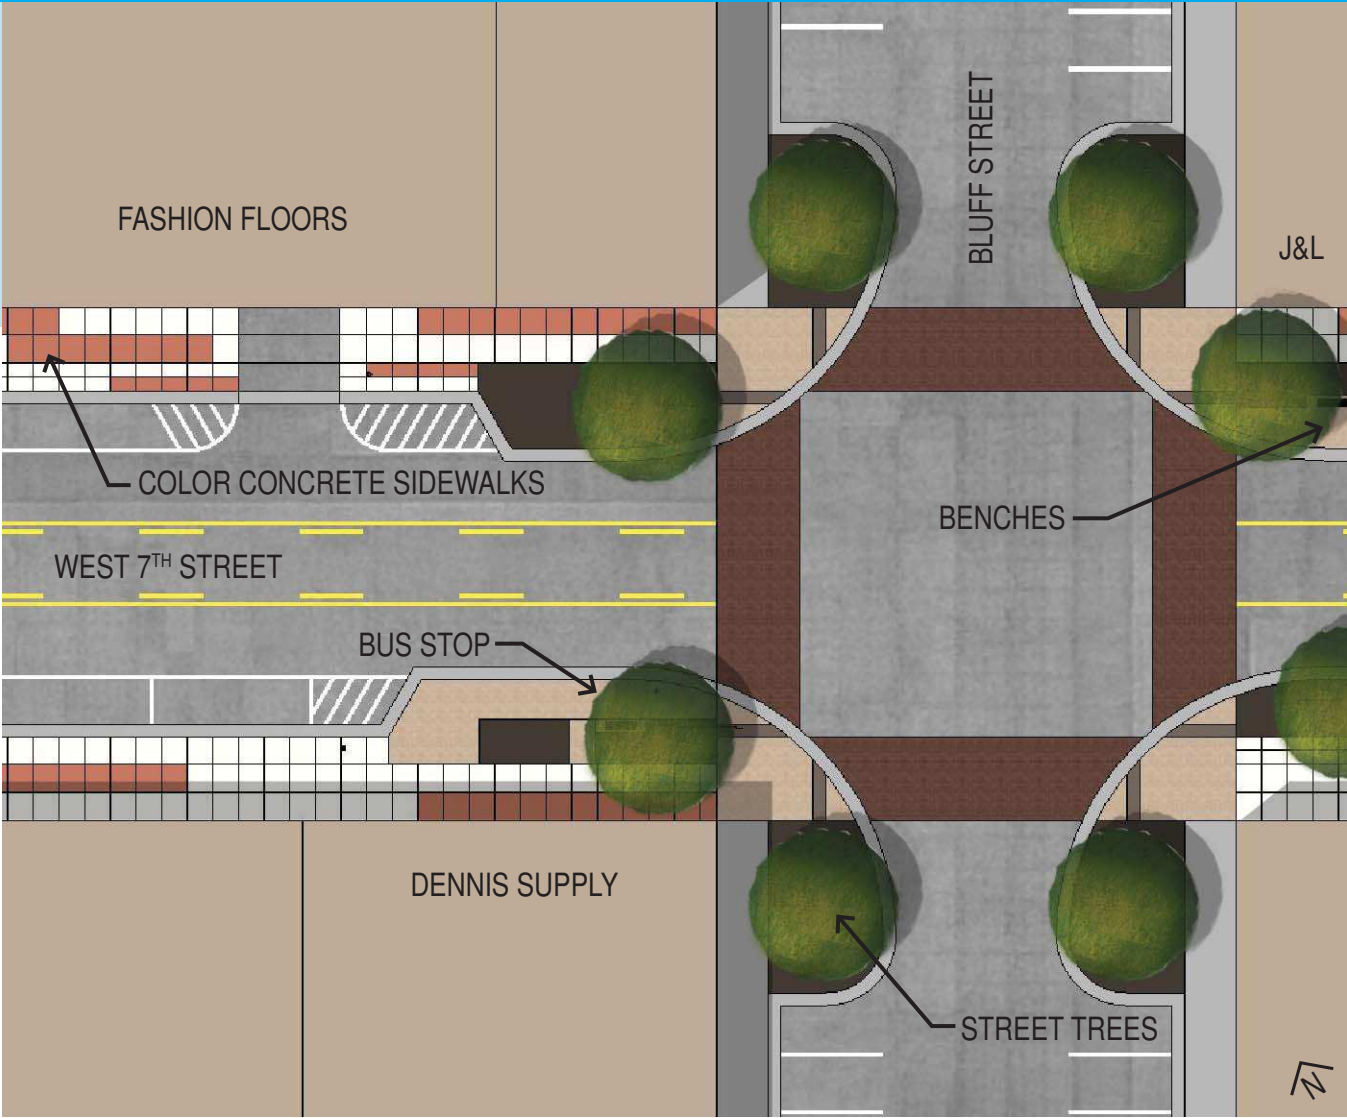 BLUFF STREET
FASHION FLOORS
J&L
COLOR CONCRETE SIDEWALKS
BENCHES
WEST 7TH STREET
BUS STOP
DENNIS SUPPLY
STREET TREES
N